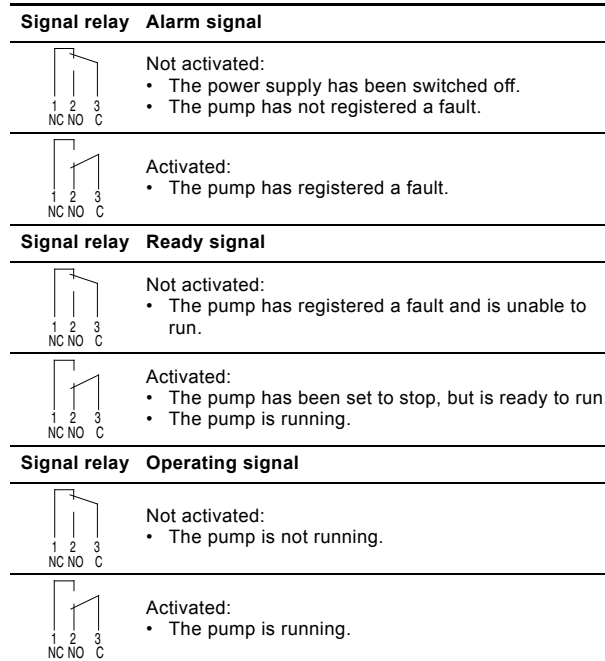 Signal relay Alarm signal
Not activated:
• The power supply has been switched off.
• The pump has not registered a fault.
1 2 3
NC NO C
Activated:
• The pump has registered a fault.
1 2 3
NC NO C
Signal relay Ready signal
Not activated:
• The pump has registered a fault and is unable to
run.
1 2 3
NC NO C
Activated:
• The pump has been set to stop, but is ready to run.
• The pump is running.
1 2 3
NC NO C
Signal relay Operating signal
Not activated:
• The pump is not running.
1 2 3
NC NO C
Activated:
• The pump is running.
1 2 3
NC NO C